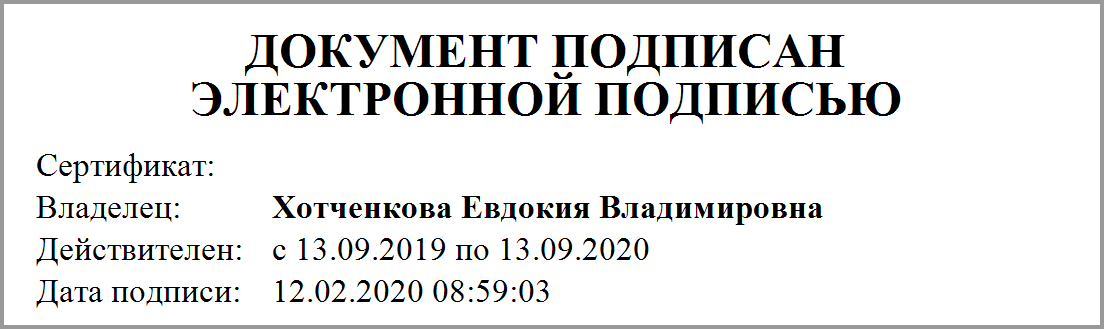 ДОКУМЕНТ ПОДПИСАН
ЭЛЕКТРОННОЙ ПОДПИСЬЮ
Сертификат:
Владелец: Хотченкова Евдокия Владимировна
Действителен: с 13.09.2019 по 13.09.2020
Дата подписи: 12.02.2020 08:59:03